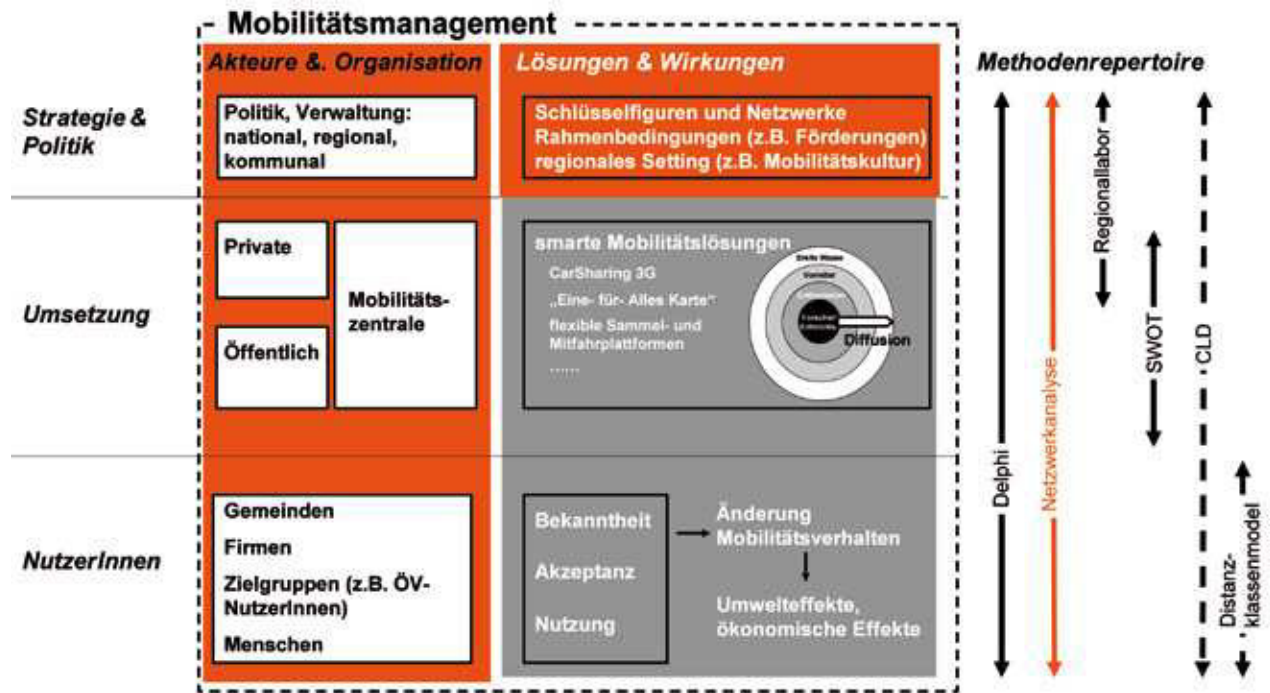 Mobilitätsmanagement
Akteure &. Organisation
Lösungen & Wirkungen
Methodenrepertoire
Strategie &
Politik
Politik, Verwaltung:
national, regional,
kommunal
Schlüsselfiguren und Netzwerke
Rahmenbedingungen (z.B. Förderungen)
regionales Setting (z.B. Mobilitätskultur)
Umsetzung
Private
Öffentlich
Mobilitäts-
zentrale
smarte Mobilitätslösungen
CarSharing 3G
„Eine- für- Alles Karte“
flexible Sammel- und
Mitfahrplattformen
......
Diffusion
NutzerInnen
Gemeinden
Firmen
Zielgruppen (z.B. ÖV-
NutzerInnen)
Menschen
Bekanntheit
Akzeptanz
Nutzung
Änderung
Mobilitätsverhalten
Umwelteffekte,
ökonomische Effekte
Delphi
Netzwerkanalyse
Regionallabor
SWOT
CLD
Distanz-
klassenmodel